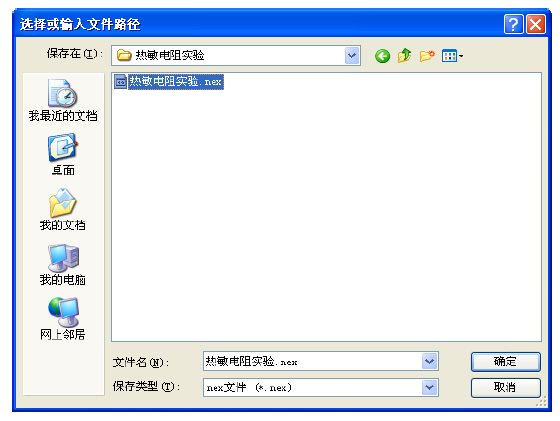 选择或输入文件路径
保存在(I):
热敏电阻实验
热敏电阻实验.nex
我最近的文档
桌面
我的文档
我的电脑
网上邻居
文件名(N):
热敏电阻实验.nex
确定
保存类型(T):
nex文件 (*.nex)
取消